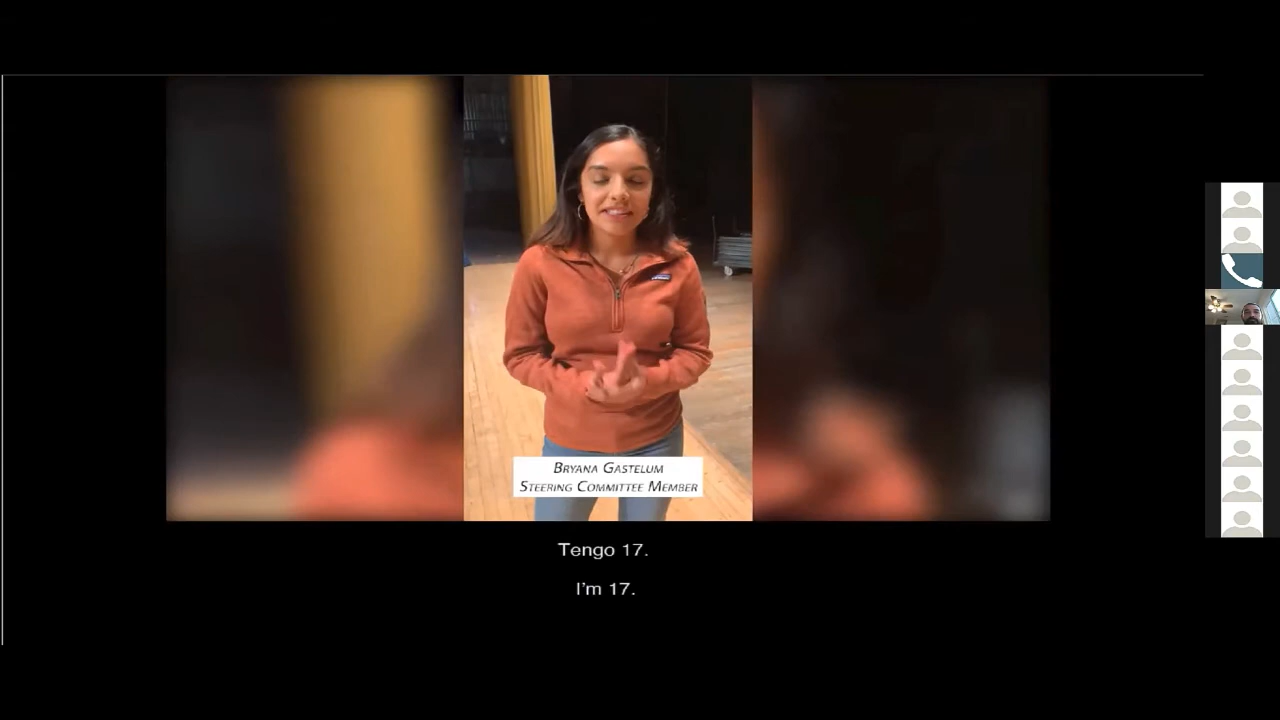 Bryana Gastelum
Steering Committee Member
Tengo 17.
I'm 17.